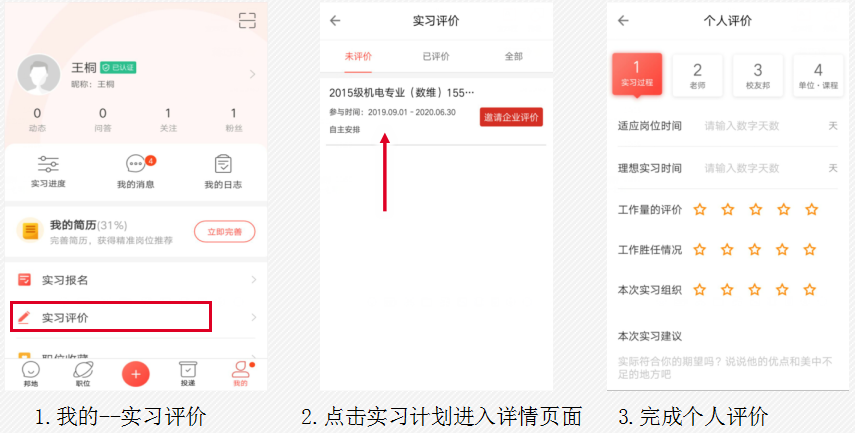 王桐 已认证
昵称：王桐
0 0 1 1
动态 问答 关注 粉丝
4
实习进度 我的消息 我的日志
我的简历(31%)
完善简历，获得精准岗位推荐
立即完善
实习报名
实习评价
职位收藏
邦地 职位 投递 我的
1.我的--实习评价
实习评价
未评价 已评价 全部
2015级机电专业（数维）155···
参与时间：2019.09.01 - 2020.06.30
自主安排
邀请企业评价
2.点击实习计划进入详情页面
个人评价
1 2 3 4
实习过程 老师 校友邦 单位·课程
适应岗位时间 请输入数字天数 天
理想实习时间 请输入数字天数 天
工作量的评价
工作胜任情况
本次实习组织
本次实习建议
实际符合你的期望吗？说说他的优点和美中不
足的地方吧
3.完成个人评价